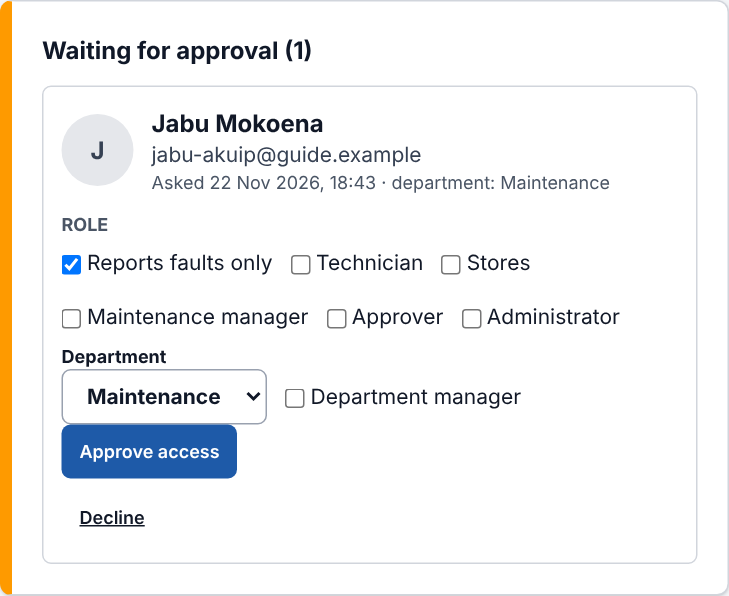 Waiting for approval (1)
J
Jabu Mokoena
jabu-akuip@guide.example
Asked 22 Nov 2026, 18:43 · department: Maintenance
ROLE
Reports faults only Technician Stores
Maintenance manager Approver Administrator
Department
Maintenance Department manager
Approve access
Decline